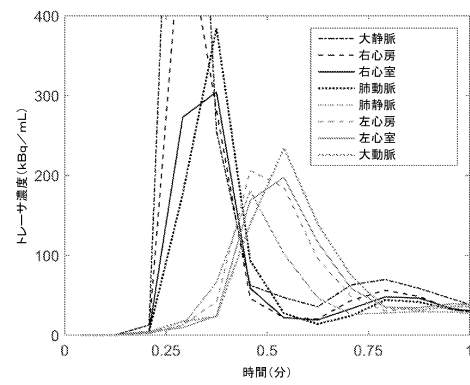 400
300
200
100
0
トレーサ濃度(kBq/mL)
大静脈
右心房
右心室
肺動脈
肺静脈
左心房
左心室
大動脈
0
0.25
0.5
0.75
1
時間(分)